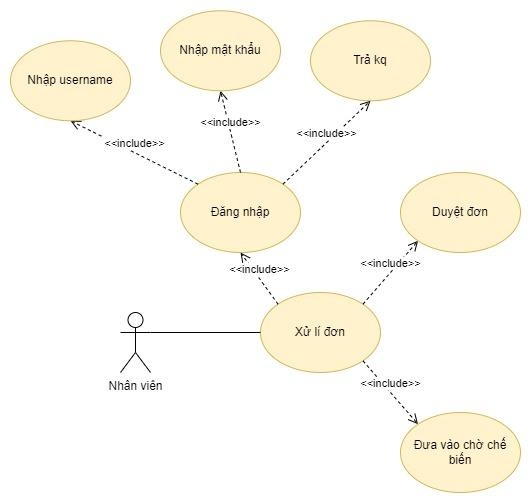 Nhập mật khẩu
Trả kq
Nhập username
<<include>>
<<include>>
<<include>>
Đăng nhập
Duyệt đơn
<<include>>
<<include>>
Xử lí đơn
Nhân viên
<<include>>
Đưa vào chờ chế
biến